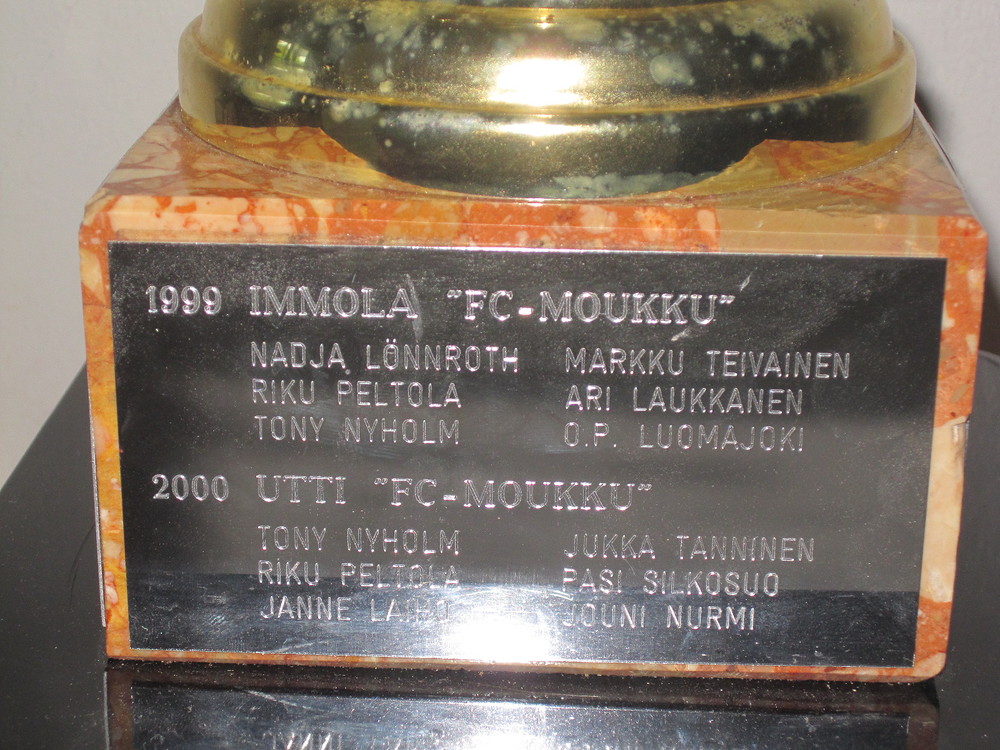 1999 IMMOLA "FC-MOUKKU"
NADJA LÖNNROTH MARKKU TEIVAINEN
RIKU PELTOLA ARI LAUKKANEN
TONY NYHOLM O.P. LUOMAJOKI
2000 UTTI "FC-MOUKKU"
TONY NYHOLM JUKKA TANNINEN
RIKU PELTOLA PASI SILKOSUO
JANNE LAIHO JOUNI NURMI